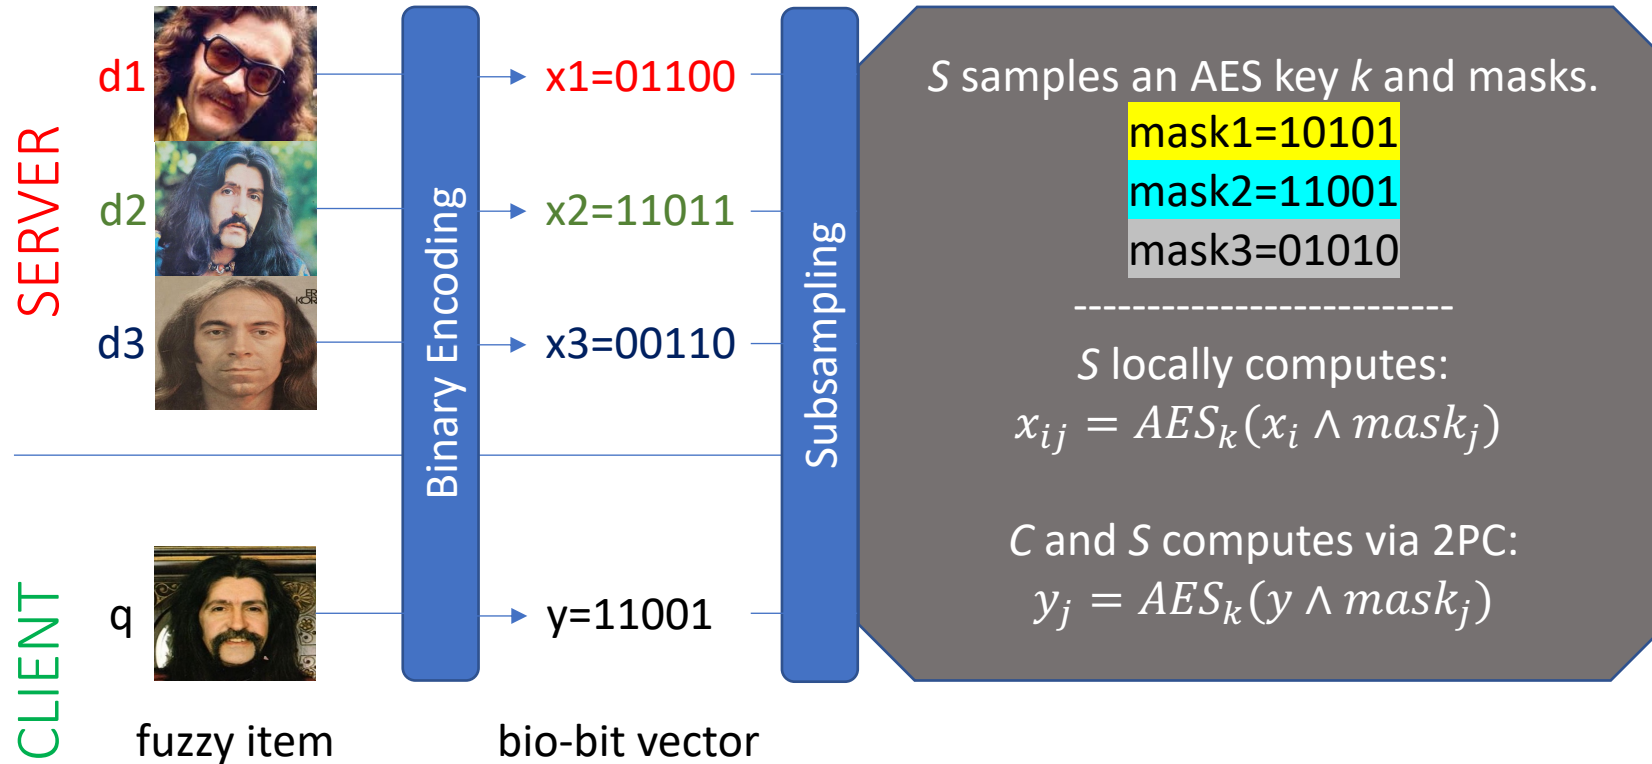 SERVER
d1
d2
d3
Binary Encoding
x1=01100
x2=11011
x3=00110
Subsampling
S samples an AES key k and masks.
mask1=10101
mask2=11001
mask3=01010
--------------------------
S locally computes:
x_{ij} = AES_k(x_i ∧ mask_j)
C and S computes via 2PC:
y_j = AES_k(y ∧ mask_j)
CLIENT
q
y=11001
fuzzy item
bio-bit vector